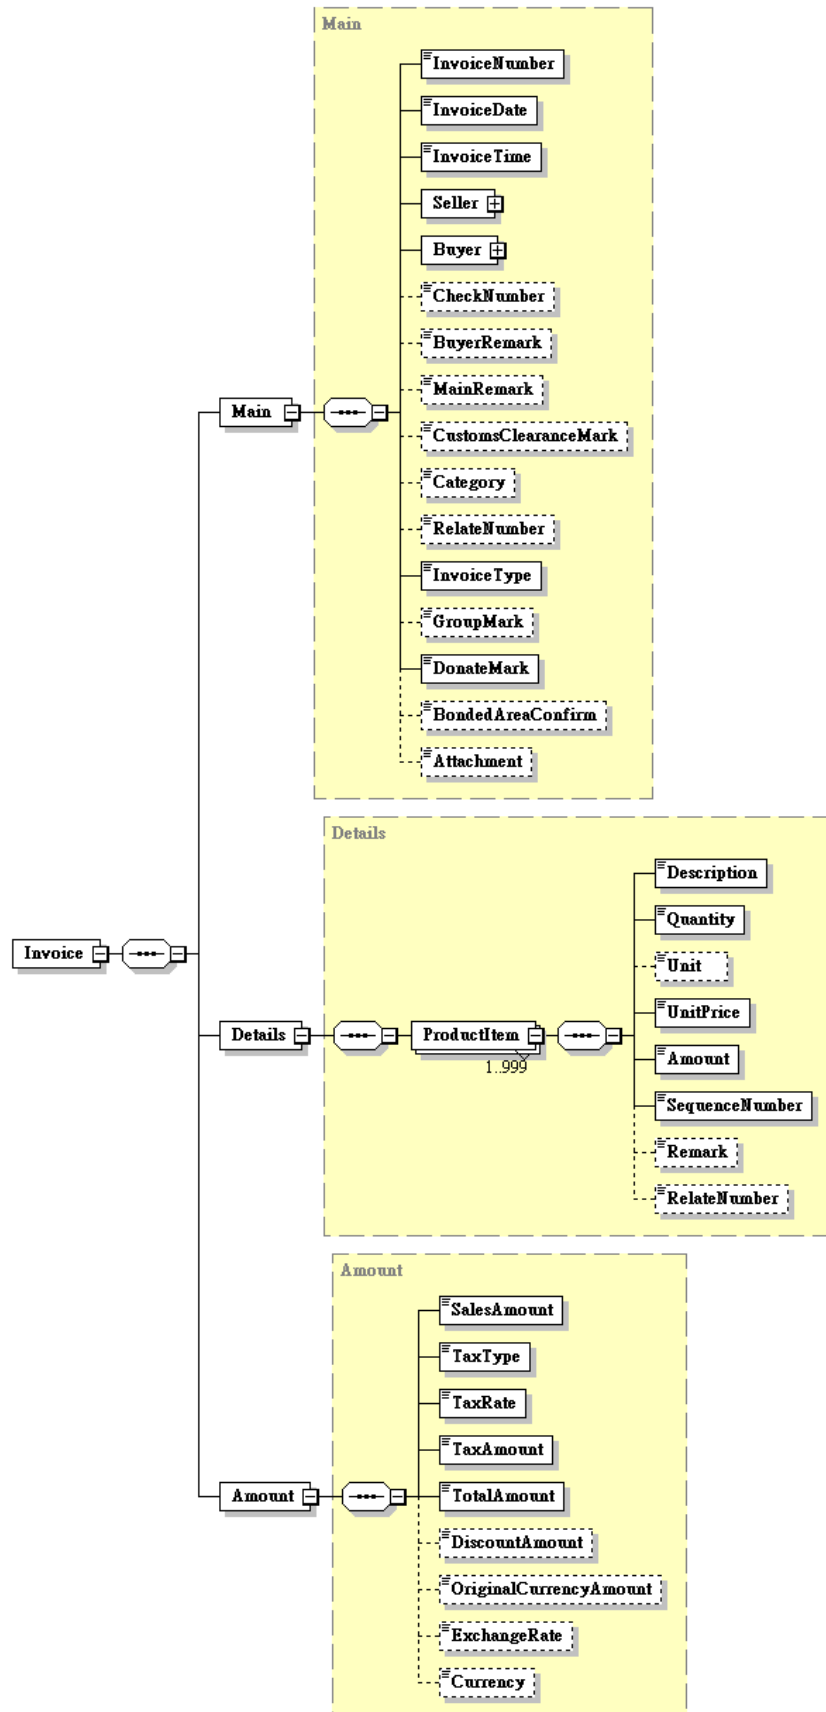 Main
InvoiceNumber
InvoiceDate
InvoiceTime
Seller
Buyer
CheckNumber
BuyerRemark
MainRemark
Main
CustomsClearanceMark
Category
RelateNumber
InvoiceType
GroupMark
DonateMark
BondedAreaConfirm
Attachment
Details
Description
Quantity
Invoice
Unit
UnitPrice
Details
ProductItem
1..999
Amount
SequenceNumber
Remark
RelateNumber
Amount
SalesAmount
TaxType
TaxRate
TaxAmount
Amount
TotalAmount
DiscountAmount
OriginalCurrencyAmount
ExchangeRate
Currency